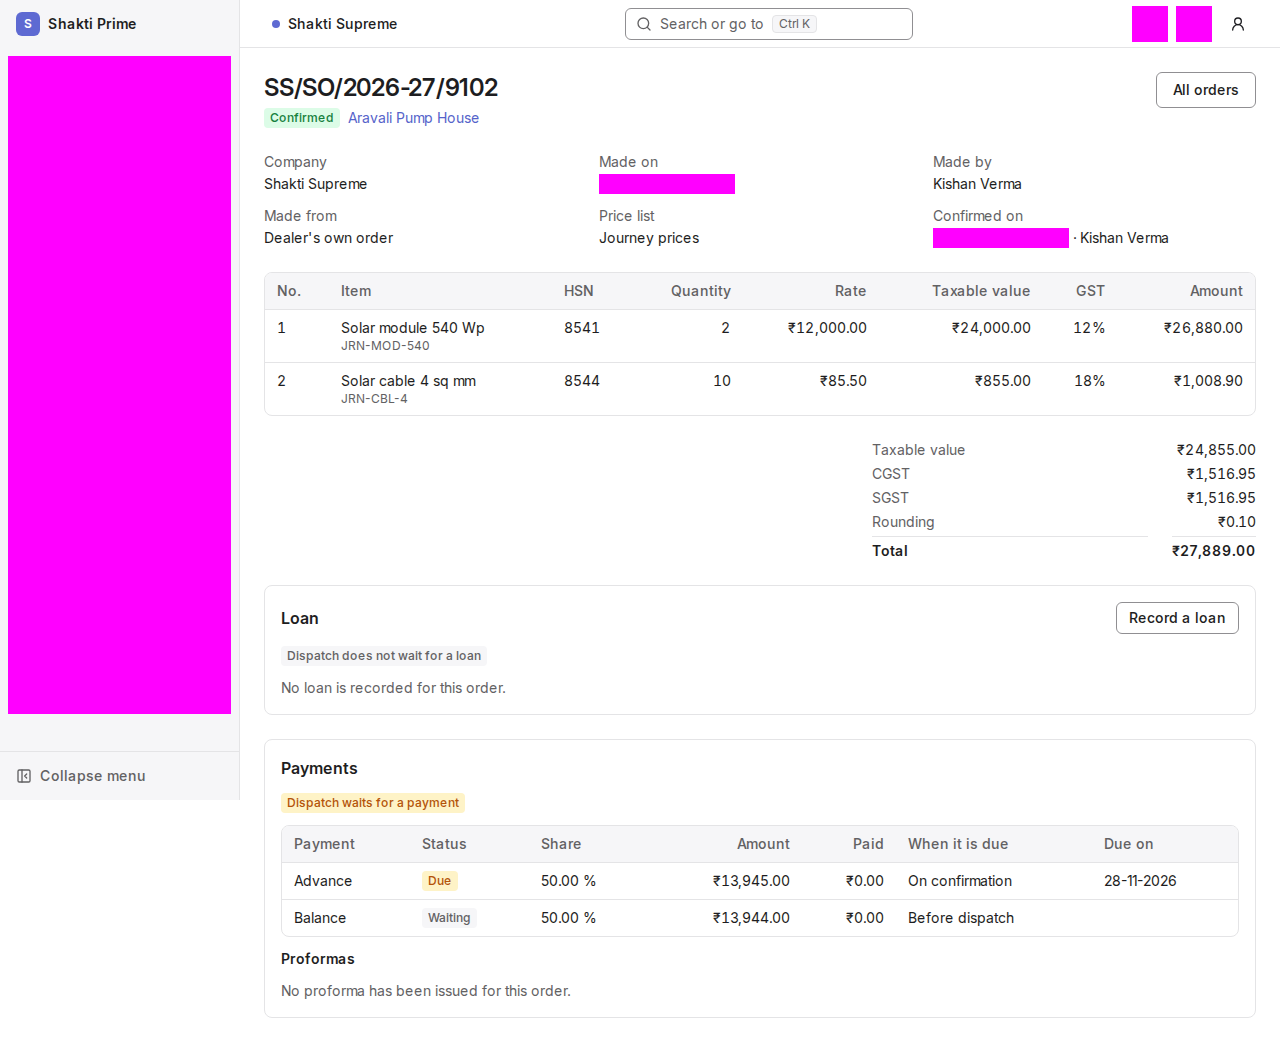 S Shakti Prime
Shakti Supreme
Search or go to Ctrl K
SS/SO/2026-27/9102
All orders
Confirmed Aravali Pump House
Company Made on Made by
Shakti Supreme Kishan Verma
Made from Price list Confirmed on
Dealer's own order Journey prices · Kishan Verma
No. Item HSN Quantity Rate Taxable value GST Amount
1 Solar module 540 Wp 8541 2 ₹12,000.00 ₹24,000.00 12% ₹26,880.00
JRN-MOD-540
2 Solar cable 4 sq mm 8544 10 ₹85.50 ₹855.00 18% ₹1,008.90
JRN-CBL-4
Taxable value ₹24,855.00
CGST ₹1,516.95
SGST ₹1,516.95
Rounding ₹0.10
Total ₹27,889.00
Loan Record a loan
Dispatch does not wait for a loan
No loan is recorded for this order.
Payments
Collapse menu
Dispatch waits for a payment
Payment Status Share Amount Paid When it is due Due on
Advance Due 50.00 % ₹13,945.00 ₹0.00 On confirmation 28-11-2026
Balance Waiting 50.00 % ₹13,944.00 ₹0.00 Before dispatch
Proformas
No proforma has been issued for this order.